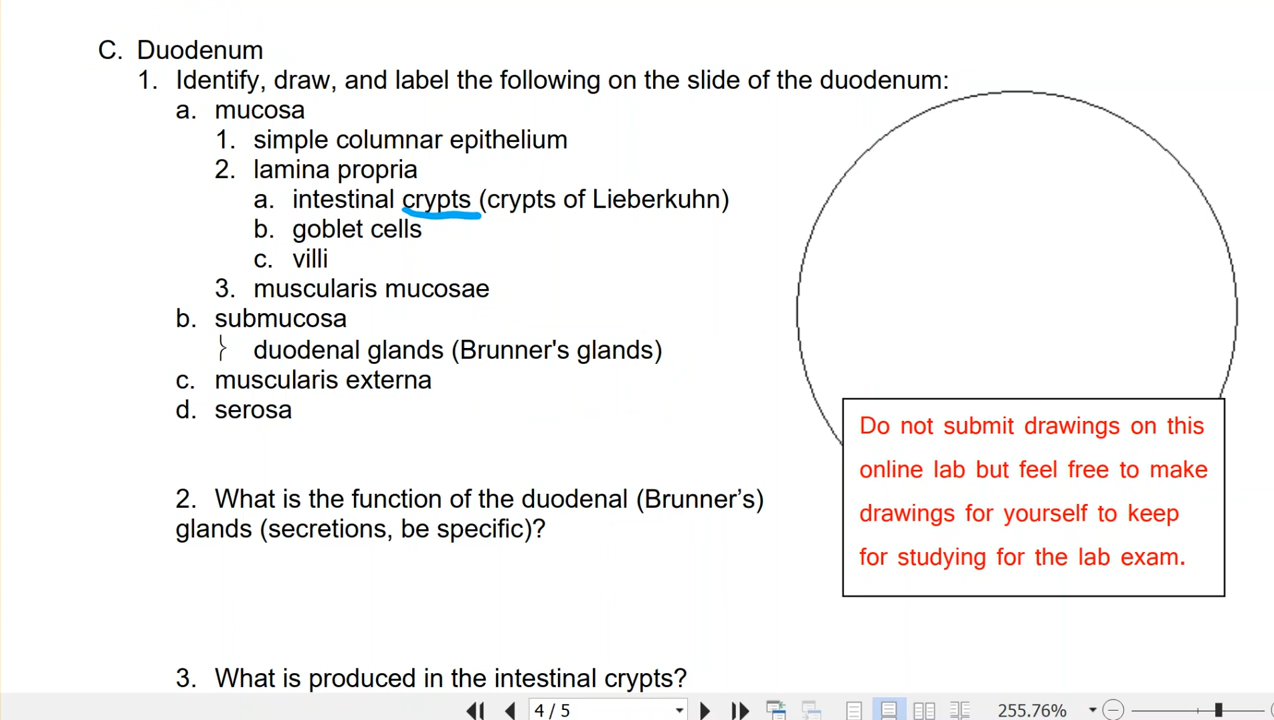 C. Duodenum
1. Identify, draw, and label the following on the slide of the duodenum:
a. mucosa
1. simple columnar epithelium
2. lamina propria
a. intestinal crypts (crypts of Lieberkuhn)
b. goblet cells
c. villi
3. muscularis mucosae
b. submucosa
} duodenal glands (Brunner's glands)
c. muscularis externa
d. serosa
Do not submit drawings on this
online lab but feel free to make
drawings for yourself to keep
for studying for the lab exam.
2. What is the function of the duodenal (Brunner’s)
glands (secretions, be specific)?
3. What is produced in the intestinal crypts?
4 / 5
255.76%